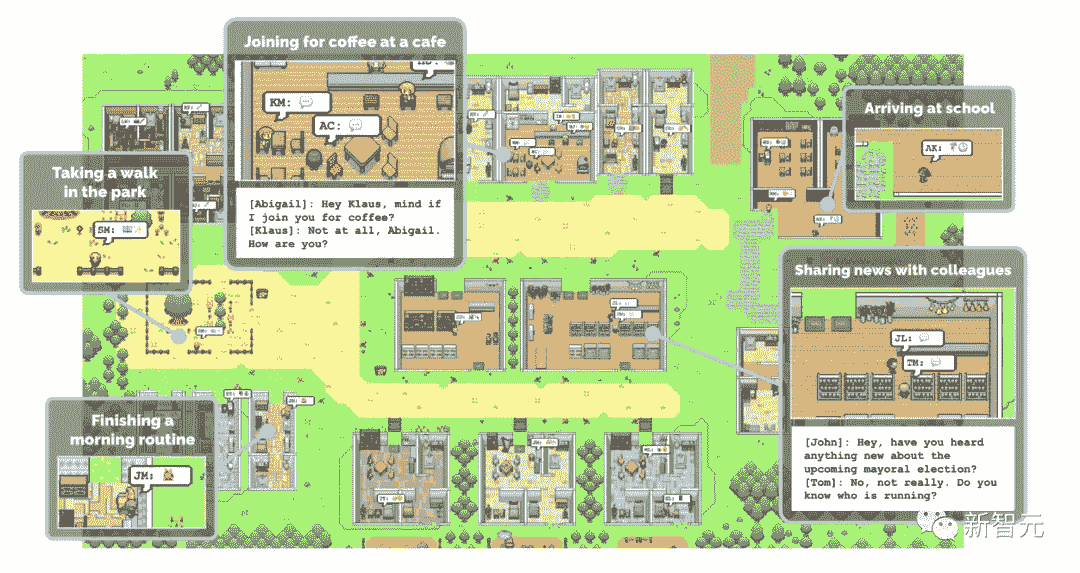 Joining for coffee at a cafe
KM:
AC:
[Abigail]: Hey Klaus, mind if
I join you for coffee?
[Klaus]: Not at all, Abigail.
How are you?
Arriving at school
AK:
Taking a walk
in the park
SM:
Sharing news with colleagues
JL:
TM:
[John]: Hey, have you heard
anything new about the
upcoming mayoral election?
[Tom]: No, not really. Do you
know who is running?
Finishing a
morning routine
JM:
新智元